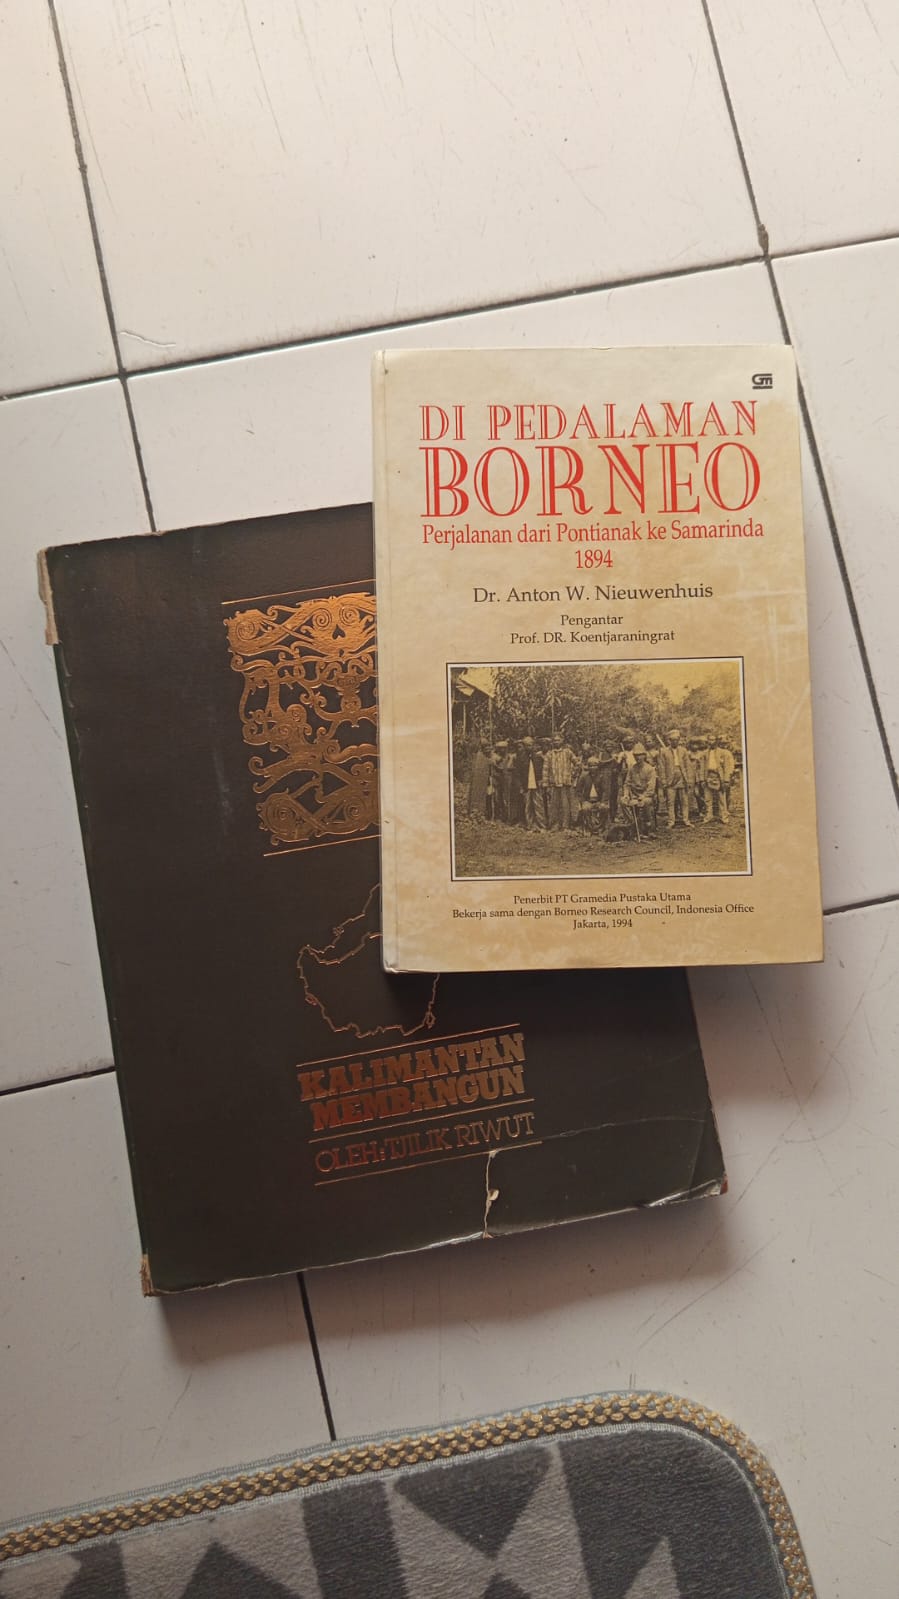 Gm
DI PEDALAMAN
BORNEO
Perjalanan dari Pontianak ke Samarinda
1894
Dr. Anton W. Nieuwenhuis
Pengantar
Prof. DR. Koentjaraningrat
Penerbit PT Gramedia Pustaka Utama
Bekerja sama dengan Borneo Research Council, Indonesia Office
Jakarta, 1994
KALIMANTAN
MEMBANGUN
OLEH: TJILIK RIWUT